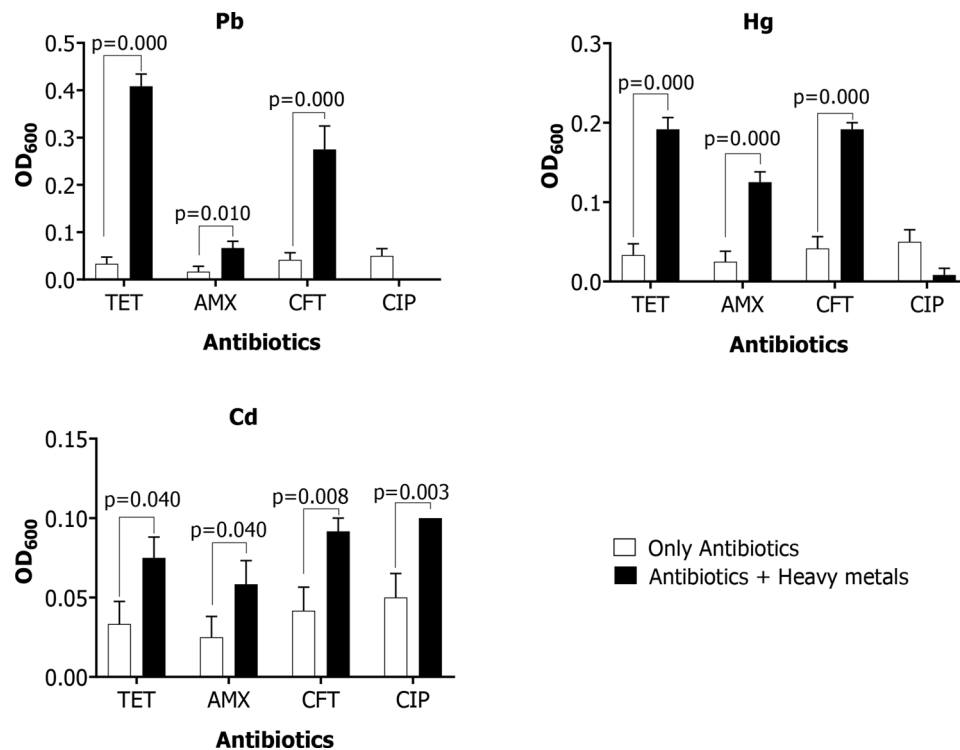 Pb
p=0.000
p=0.010
p=0.000
0.5
0.4
0.3
0.2
0.1
0.0
OD600
TET AMX CFT CIP
Antibiotics
Hg
p=0.000
p=0.000
p=0.000
0.3
0.2
0.1
0.0
OD600
TET AMX CFT CIP
Antibiotics
Cd
p=0.040
p=0.040
p=0.008
p=0.003
0.15
0.10
0.05
0.00
OD600
TET AMX CFT CIP
Antibiotics
Only Antibiotics
Antibiotics + Heavy metals